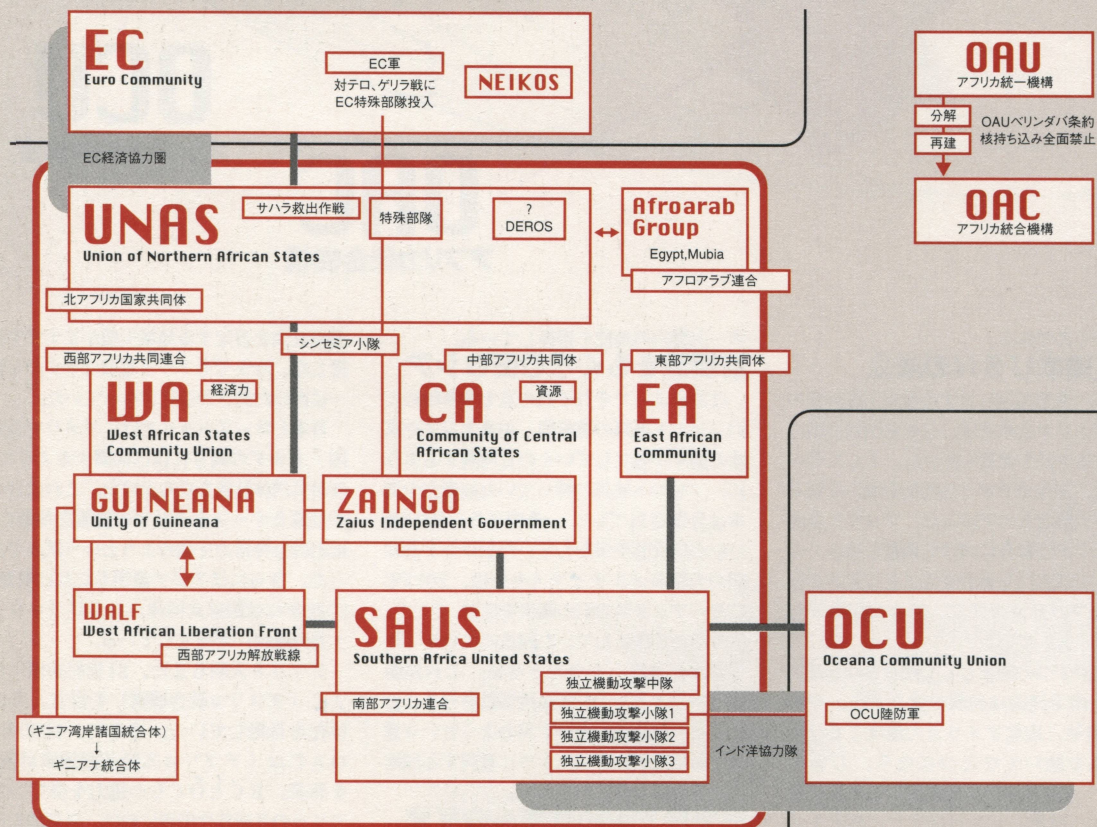 EC
Euro Community
EC軍
対テロ、ゲリラ戦に
EC特殊部隊投入
NEIKOS
OAU
アフリカ統一機構
分解
再建
OAUペリンダバ条約
核持ち込み全面禁止
OAC
アフリカ統合機構
EC経済協力圏
UNAS
Union of Northern African States
サハラ救出作戦
特殊部隊
?
DEROS
北アフリカ国家共同体
Afroarab
Group
Egypt,Mubia
アフロアラブ連合
シンセミア小隊
西部アフリカ共同連合
WA
経済力
West African States
Community Union
中部アフリカ共同体
CA
資源
Community of Central
African States
東部アフリカ共同体
EA
East African
Community
GUINEANA
Unity of Guineana
ZAINGO
Zaius Independent Government
WALF
West African Liberation Front
西部アフリカ解放戦線
SAUS
Southern Africa United States
南部アフリカ連合
独立機動攻撃中隊
独立機動攻撃小隊1
独立機動攻撃小隊2
独立機動攻撃小隊3
インド洋協力隊
OCU
Oceana Community Union
OCU陸防軍
(ギニア湾岸諸国統合体)
↓
ギニアナ統合体